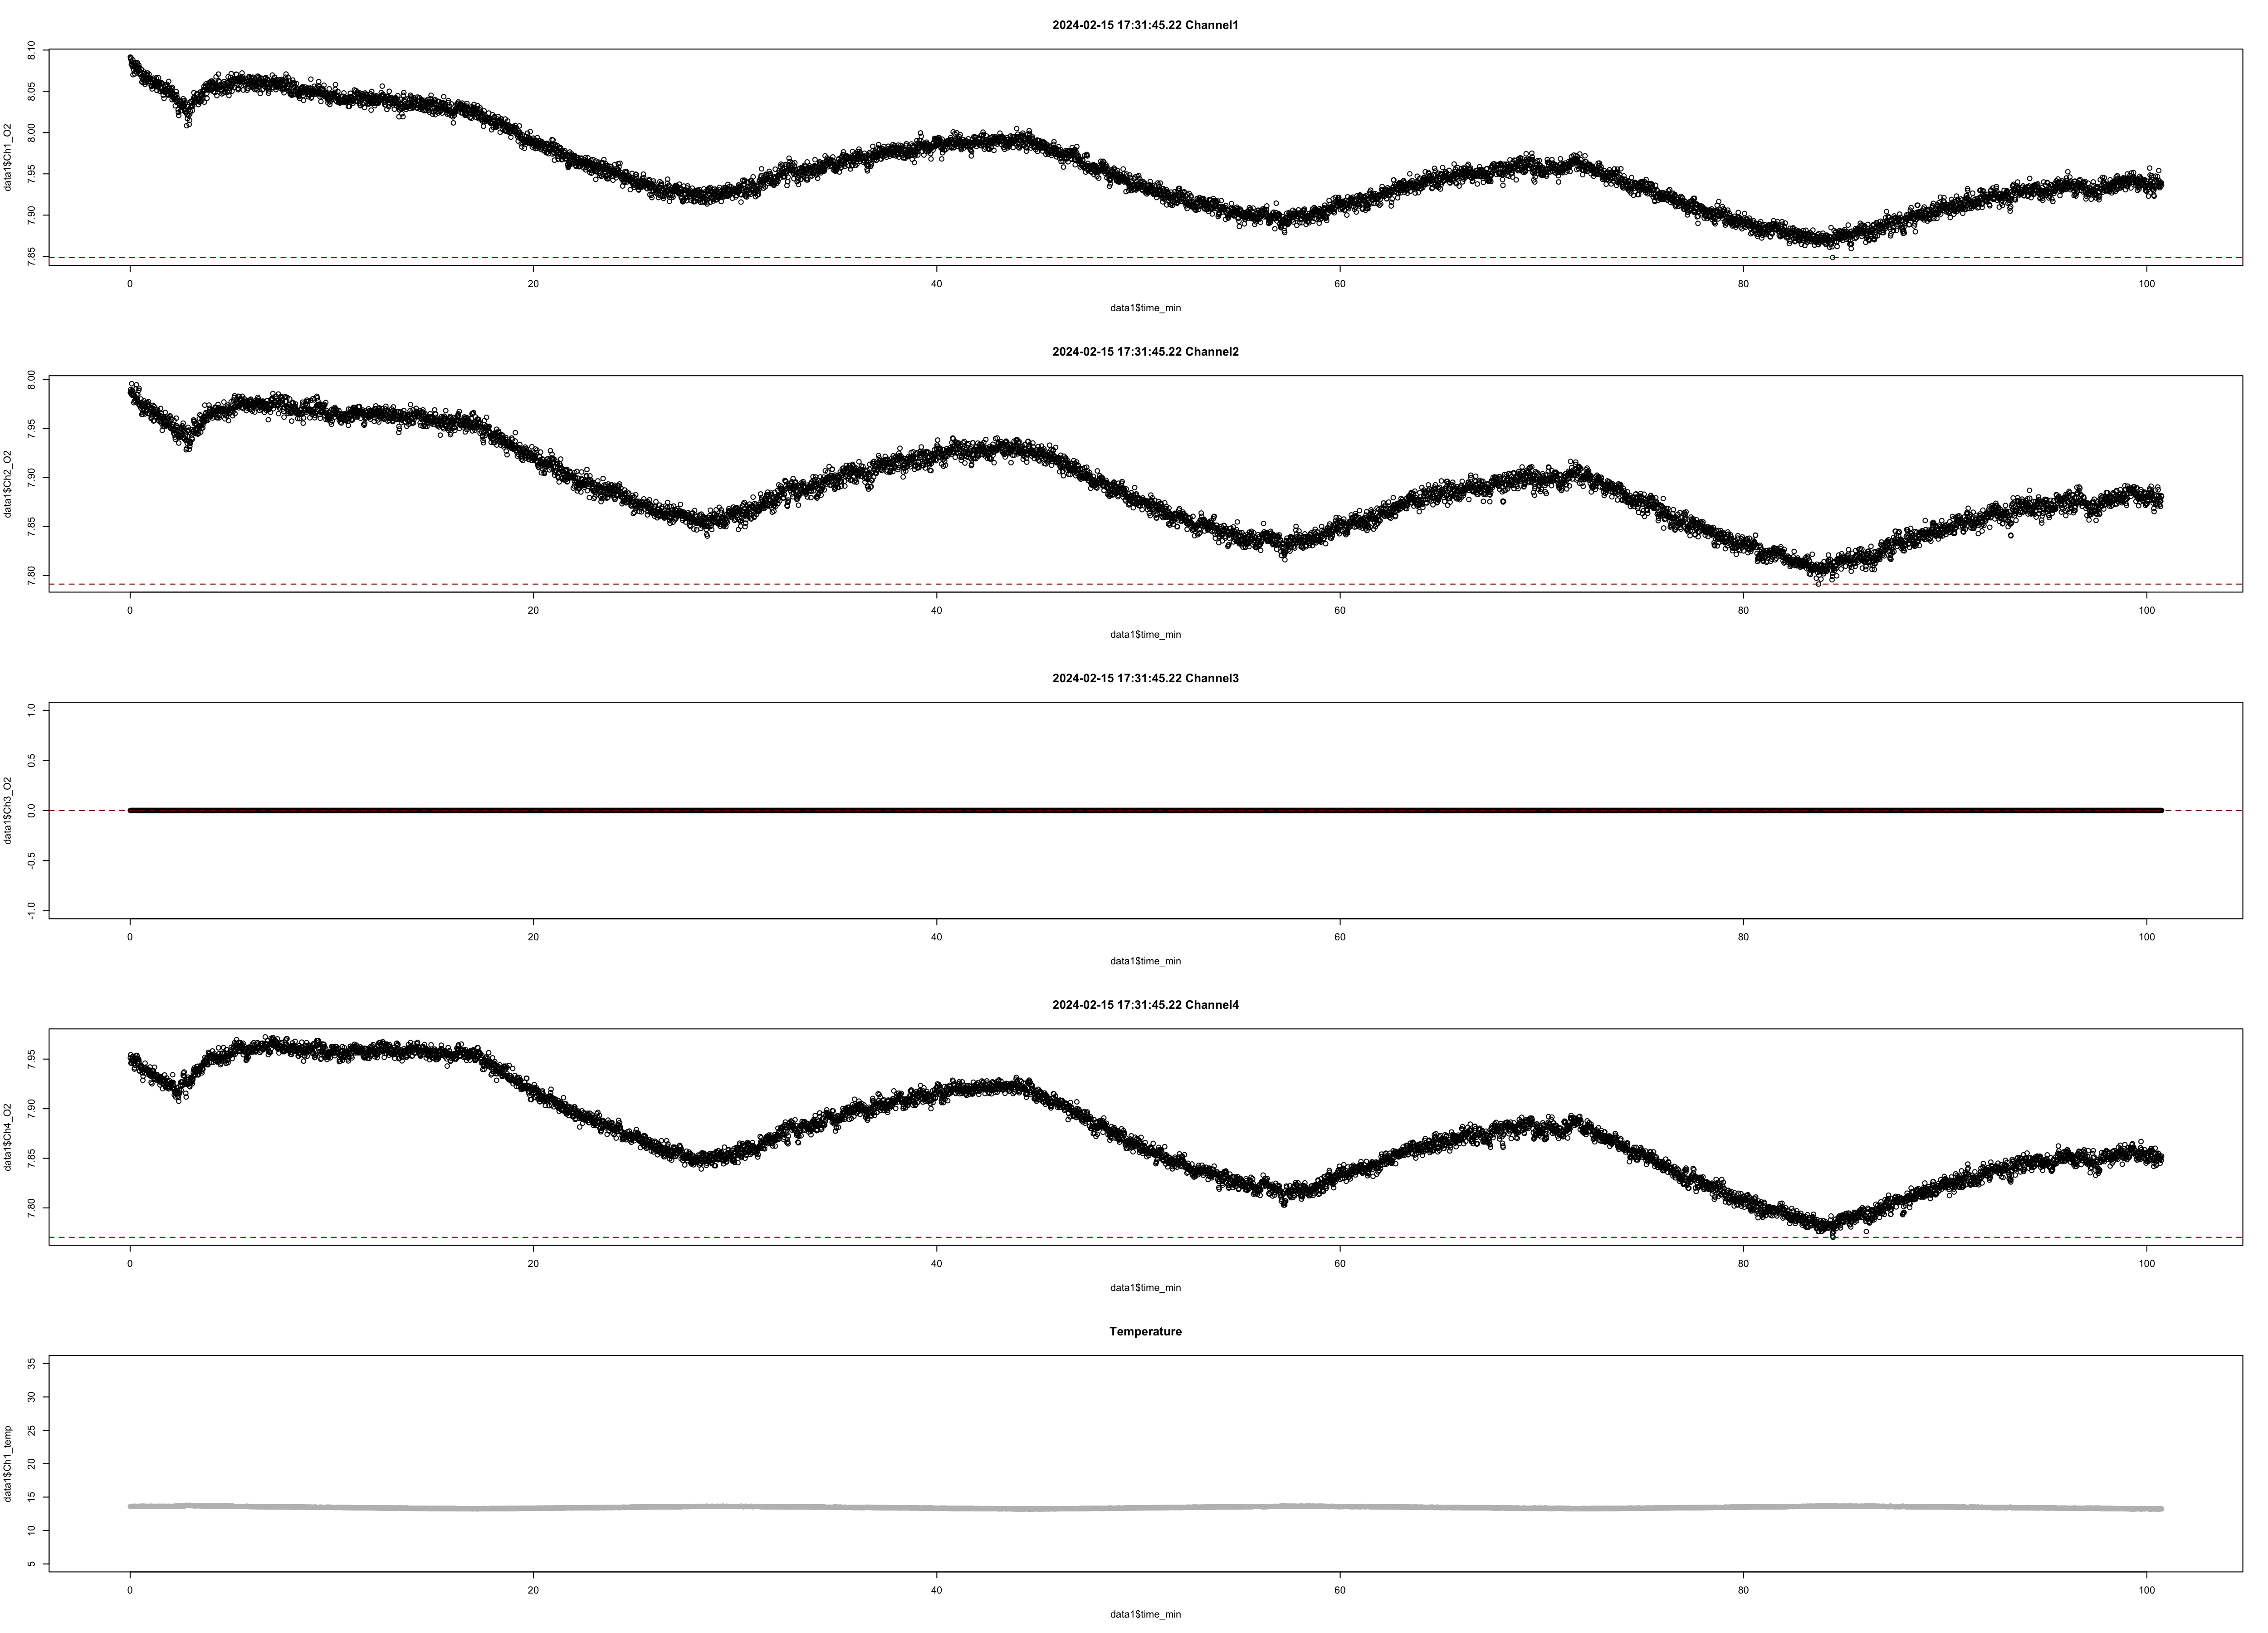 2024-02-15 17:31:45.22 Channel1
data1$Ch1_O2
8.10
8.05
8.00
7.95
7.90
7.85
0 20 40 60 80 100
data1$time_min
2024-02-15 17:31:45.22 Channel2
data1$Ch2_O2
8.00
7.95
7.90
7.85
7.80
0 20 40 60 80 100
data1$time_min
2024-02-15 17:31:45.22 Channel3
data1$Ch3_O2
1.0
0.5
0.0
-0.5
-1.0
0 20 40 60 80 100
data1$time_min
2024-02-15 17:31:45.22 Channel4
data1$Ch4_O2
7.95
7.90
7.85
7.80
0 20 40 60 80 100
data1$time_min
Temperature
data1$Ch1_temp
35
30
25
20
15
10
5
0 20 40 60 80 100
data1$time_min